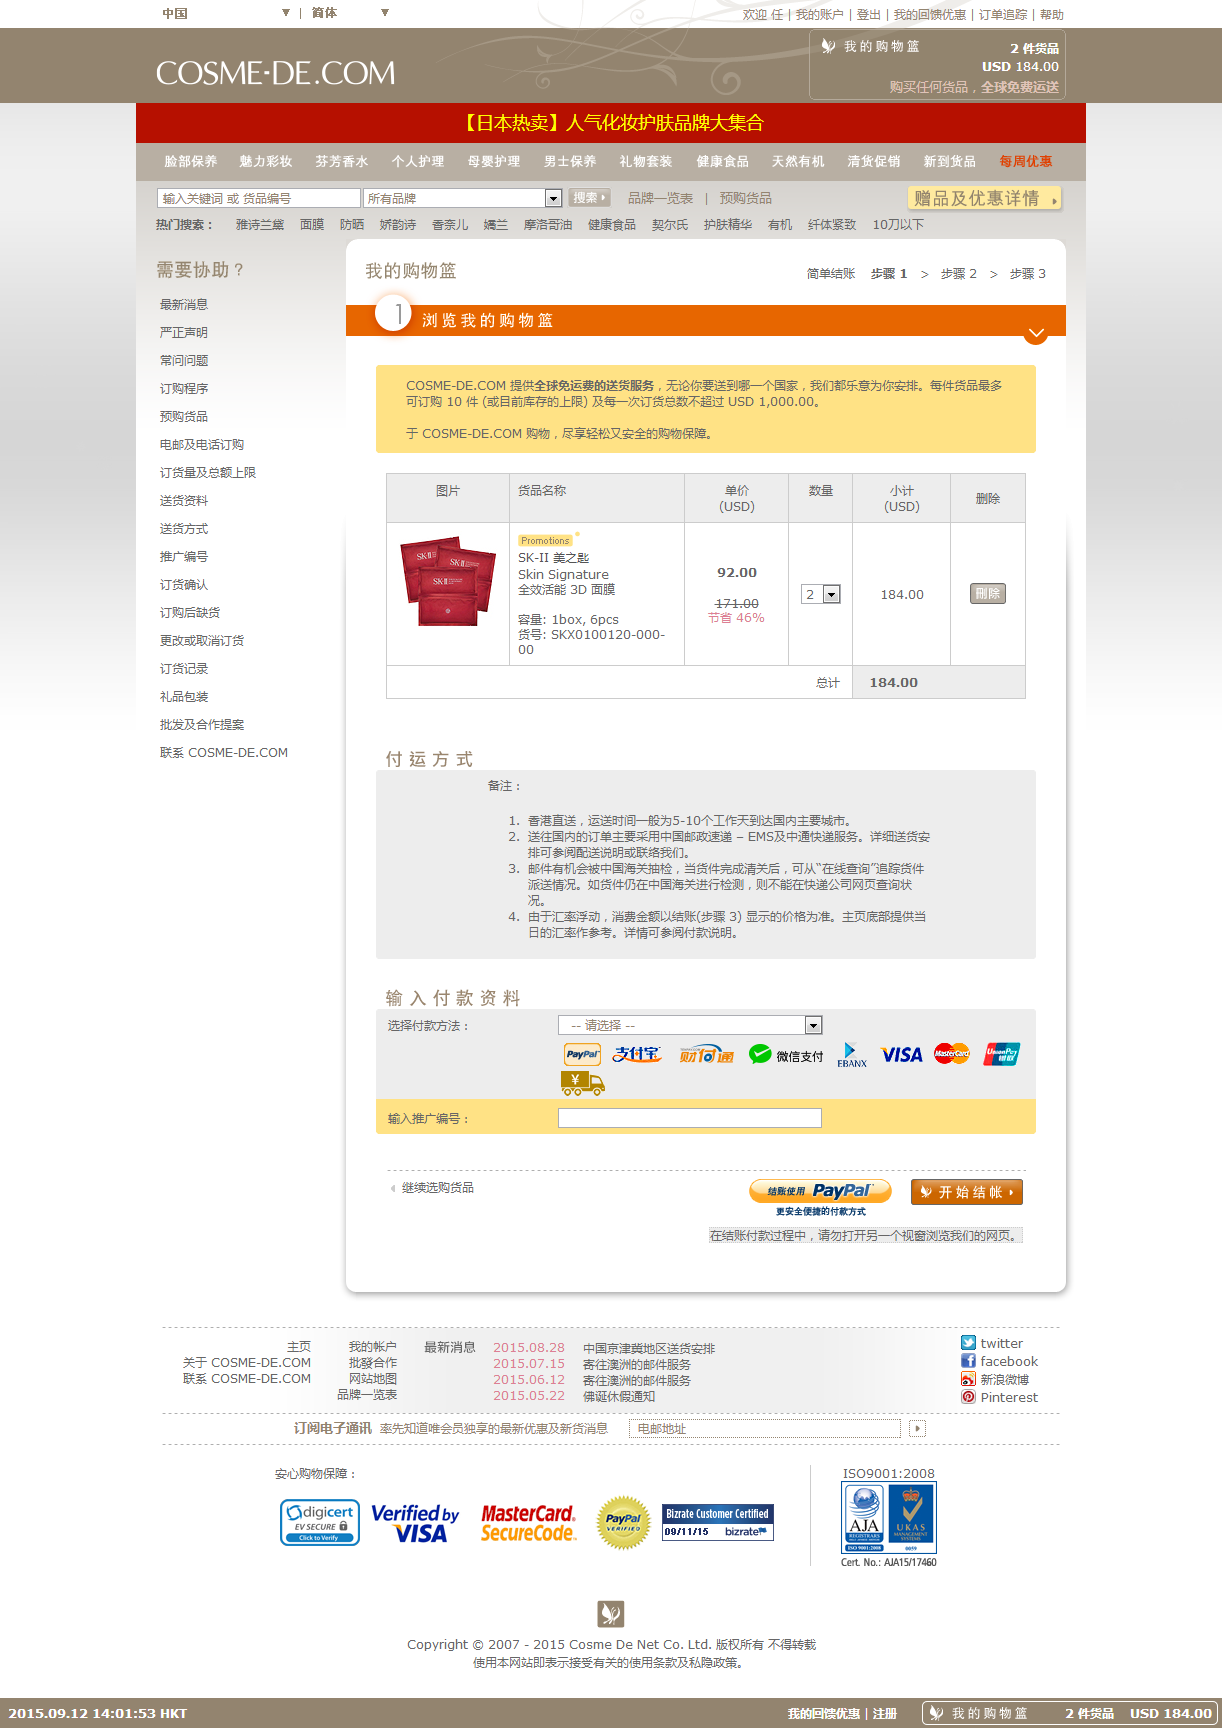 中国 ▼ | 简体 ▼ 欢迎 任 | 我的账户 | 登出 | 我的回馈优惠 | 订单追踪 | 帮助
COSME-DE.COM
我的购物篮 2 件货品
USD 184.00
购买任何货品，全球免费运送
【日本热卖】人气化妆护肤品牌大集合
脸部保养 魅力彩妆 芬芳香水 个人护理 母婴护理 男士保养 礼物套装 健康食品 天然有机 清货促销 新到货品 每周优惠
输入关键词 或 货品编号 所有品牌 搜索 品牌一览表 | 预购货品 赠品及优惠详情
热门搜索： 雅诗兰黛 面膜 防晒 娇韵诗 香奈儿 嬌兰 摩洛哥油 健康食品 契尔氏 护肤精华 有机 纤体紧致 10刀以下
需要协助？
最新消息
严正声明
常问问题
订购程序
预购货品
电邮及电话订购
订货量及总额上限
送货资料
送货方式
推广编号
订货确认
订购后缺货
更改或取消订货
订货记录
礼品包装
批发及合作提案
联系 COSME-DE.COM
我的购物篮 简单结账 步骤 1 > 步骤 2 > 步骤 3
1 浏览我的购物篮
COSME-DE.COM 提供全球免运费的送货服务，无论你要送到哪一个国家，我们都乐意为你安排。每件货品最多
可订购 10 件 (或目前库存的上限) 及每一次订货总数不超过 USD 1,000.00。
于 COSME-DE.COM 购物，尽享轻松又安全的购物保障。
图片 货品名称 单价 (USD) 数量 小计 (USD) 删除
Promotions
SK-II 美之匙
Skin Signature
全效活能 3D 面膜
容量: 1box, 6pcs
货号: SKX0100120-000-
00
92.00
171.00
节省 46%
2
184.00
刪除
总计 184.00
付运方式
备注：
1. 香港直送，运送时间一般为5-10个工作天到达国内主要城市。
2. 送往国内的订单主要采用中国邮政速递 – EMS及中通快递服务。详细送货安
排可参阅配送说明或联络我们。
3. 邮件有机会被中国海关抽检，当货件完成清关后，可从“在线查询”追踪货件
派送情况。如货件仍在中国海关进行检测，则不能在快递公司网页查询状
况。
4. 由于汇率浮动，消费金额以结账(步骤 3) 显示的价格为准。主页底部提供当
日的汇率作参考。详情可参阅付款说明。
输入付款资料
选择付款方法： -- 请选择 --
PayPal 支付宝 财付通 微信支付 EBANX VISA MasterCard UnionPay 银联
¥
输入推广编号：
继续选购货品
结账使用 PayPal
更安全便捷的付款方式
开始结帐
在结账付款过程中，请勿打开另一个视窗浏览我们的网页。
主页
关于 COSME-DE.COM
联系 COSME-DE.COM
我的帐户
批發合作
网站地图
品牌一览表
最新消息
2015.08.28 中国京津冀地区送货安排
2015.07.15 寄往澳洲的邮件服务
2015.06.12 寄往澳洲的邮件服务
2015.05.22 佛诞休假通知
twitter
facebook
新浪微博
Pinterest
订阅电子通讯 率先知道唯会员独享的最新优惠及新货消息 电邮地址
安心购物保障：
digicert
EV SECURE
Click to Verify
Verified by
VISA
MasterCard.
SecureCode.
PayPal
VERIFIED
Bizrate Customer Certified
09/11/15 bizrate
ISO9001:2008
AJA
REGISTRARS
ISO 9001:2008
UKAS
MANAGEMENT
SYSTEMS
0059
Cert. No.: AJA15/17460
Copyright © 2007 - 2015 Cosme De Net Co. Ltd. 版权所有 不得转载
使用本网站即表示接受有关的使用条款及私隐政策。
2015.09.12 14:01:53 HKT 我的回馈优惠 | 注册 我的购物篮 2 件货品 USD 184.00